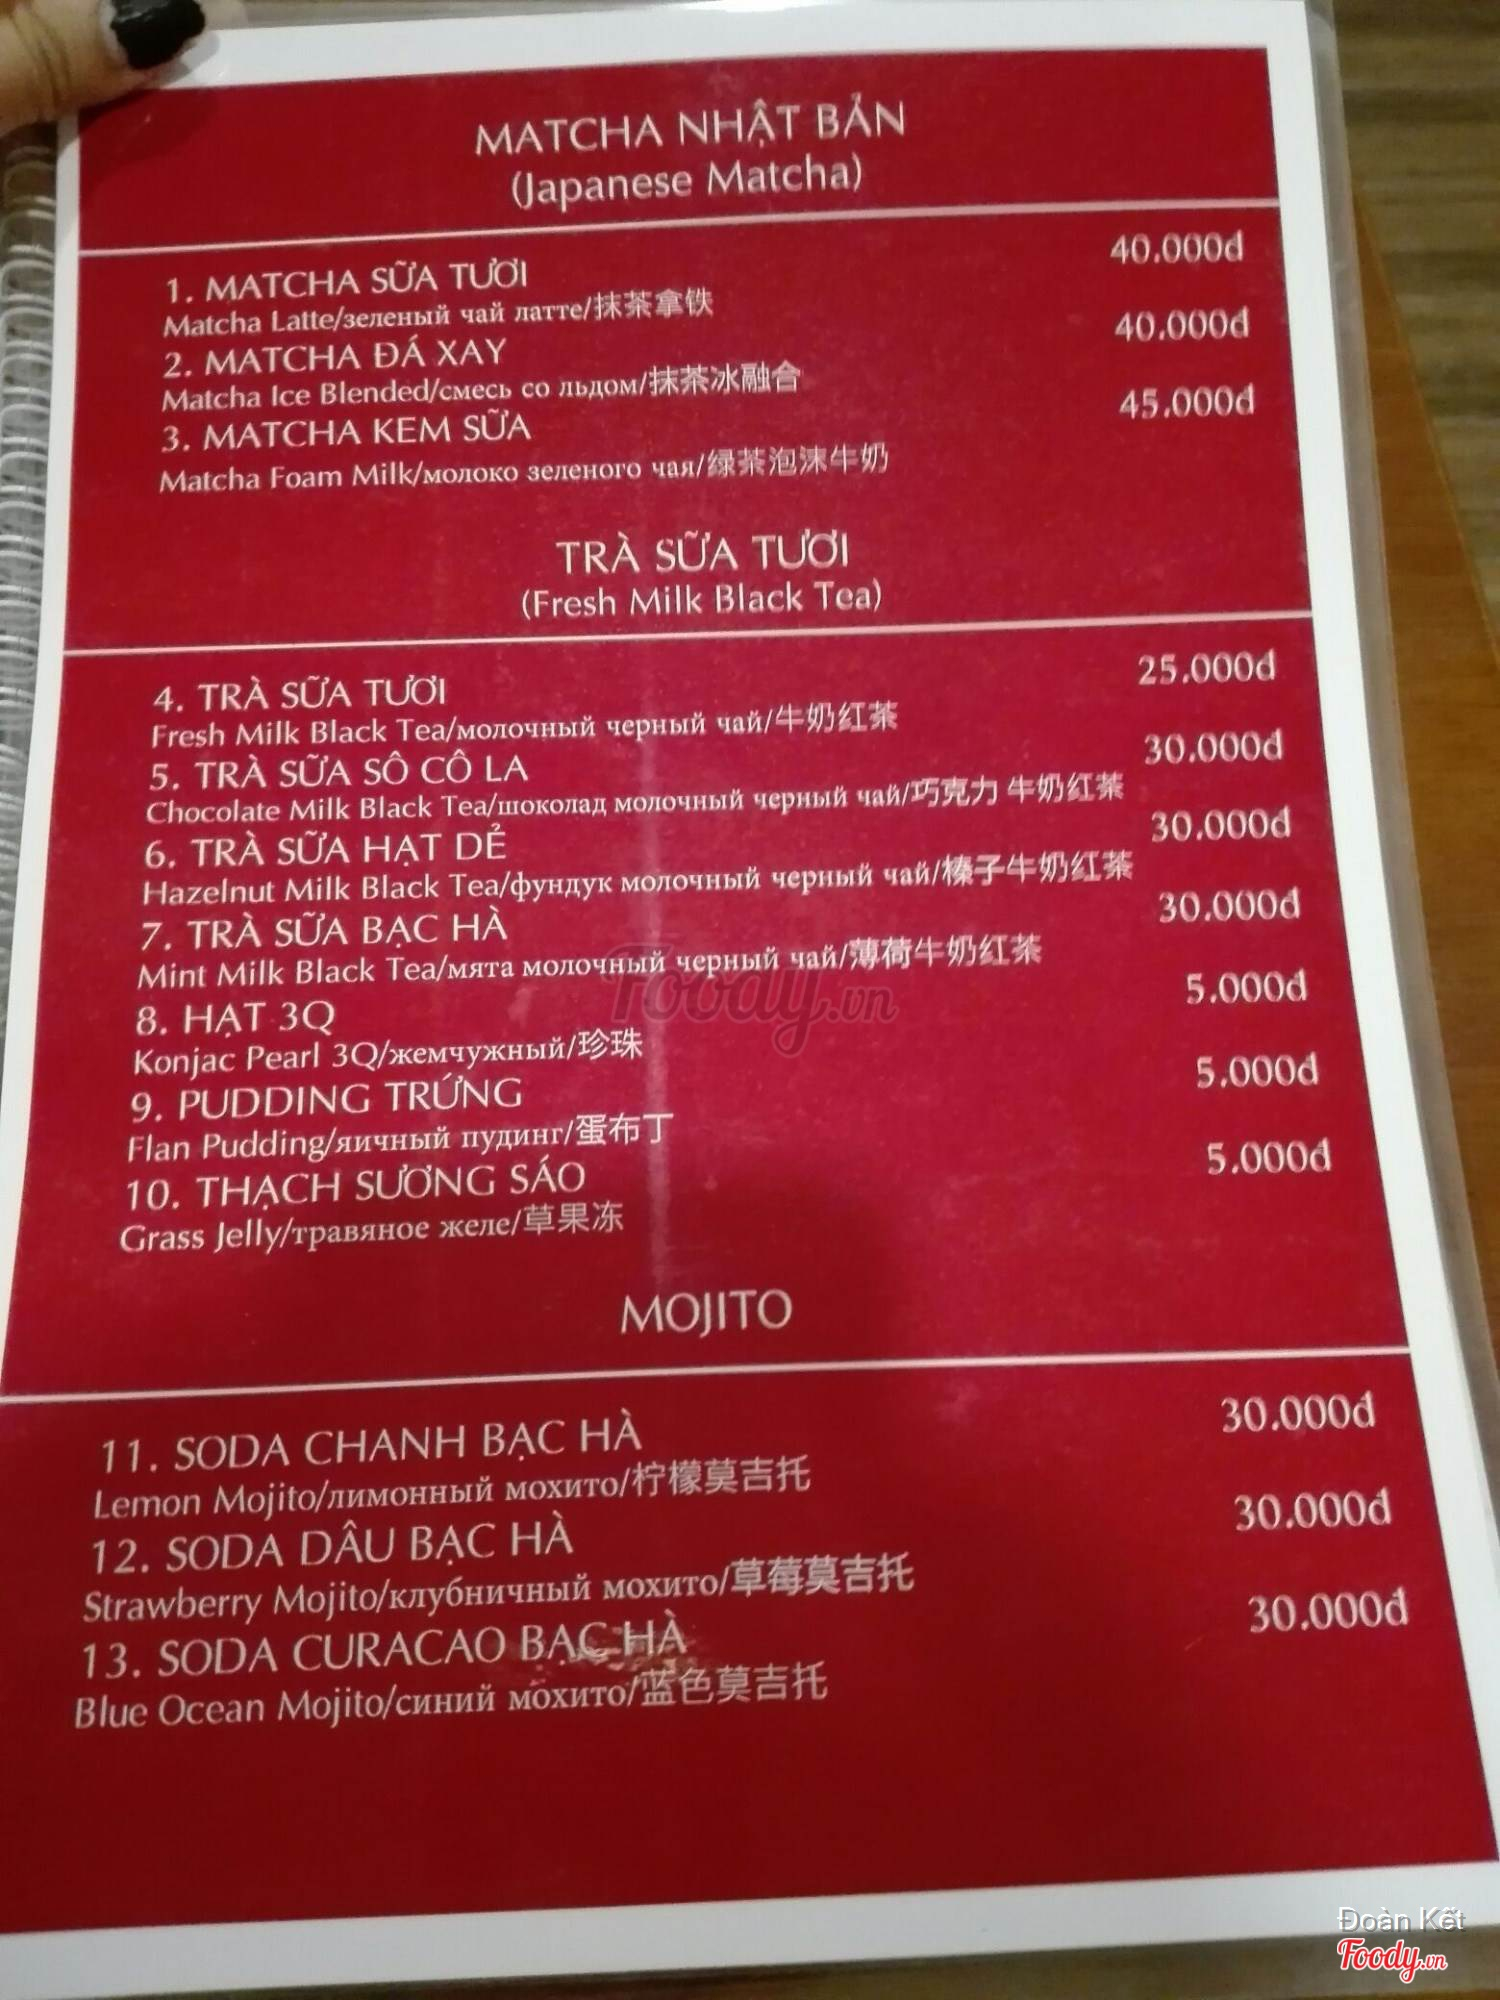 MATCHA NHẬT BẢN
(Japanese Matcha)
1. MATCHA SỮA TƯƠI 40.000đ
Matcha Latte/зеленый чай латте/抹茶拿铁
2. MATCHA ĐÁ XAY 40.000đ
Matcha Ice Blended/смесь со льдом/抹茶冰融合
3. MATCHA KEM SỮA 45.000đ
Matcha Foam Milk/молоко зеленого чая/绿茶泡沫牛奶
TRÀ SỮA TƯƠI
(Fresh Milk Black Tea)
4. TRÀ SỮA TƯƠI 25.000đ
Fresh Milk Black Tea/молочный черный чай/牛奶红茶
5. TRÀ SỮA SÔ CÔ LA 30.000đ
Chocolate Milk Black Tea/шоколад молочный черный чай/巧克力 牛奶红茶
6. TRÀ SỮA HẠT DẺ 30.000đ
Hazelnut Milk Black Tea/фундук молочный черный чай/榛子牛奶红茶
7. TRÀ SỮA BẠC HÀ 30.000đ
Mint Milk Black Tea/мята молочный черный чай/薄荷牛奶红茶
8. HẠT 3Q 5.000đ
Konjac Pearl 3Q/жемчужный/珍珠
9. PUDDING TRỨNG 5.000đ
Flan Pudding/яичный пудинг/蛋布丁
10. THẠCH SƯƠNG SÁO 5.000đ
Grass Jelly/травяное желе/草果冻
MOJITO
11. SODA CHANH BẠC HÀ 30.000đ
Lemon Mojito/лимонный мохито/柠檬莫吉托
12. SODA DÂU BẠC HÀ 30.000đ
Strawberry Mojito/клубничный мохито/草莓莫吉托
13. SODA CURACAO BẠC HÀ 30.000đ
Blue Ocean Mojito/синий мохито/蓝色莫吉托
Foody.vn
Đoàn Kết
Foody.vn